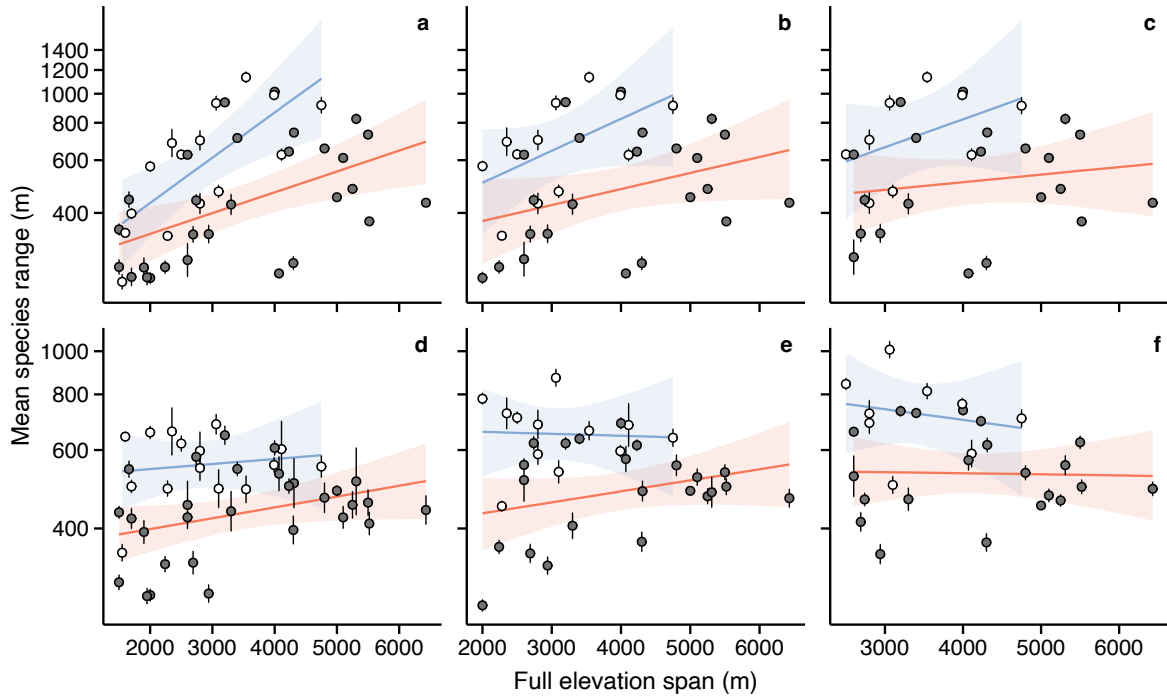 a
b
c
1400
1200
1000
800
600
400
d
e
f
1000
800
600
400
2000 3000 4000 5000 6000
2000 3000 4000 5000 6000
3000 4000 5000 6000
Mean species range (m)
Full elevation span (m)